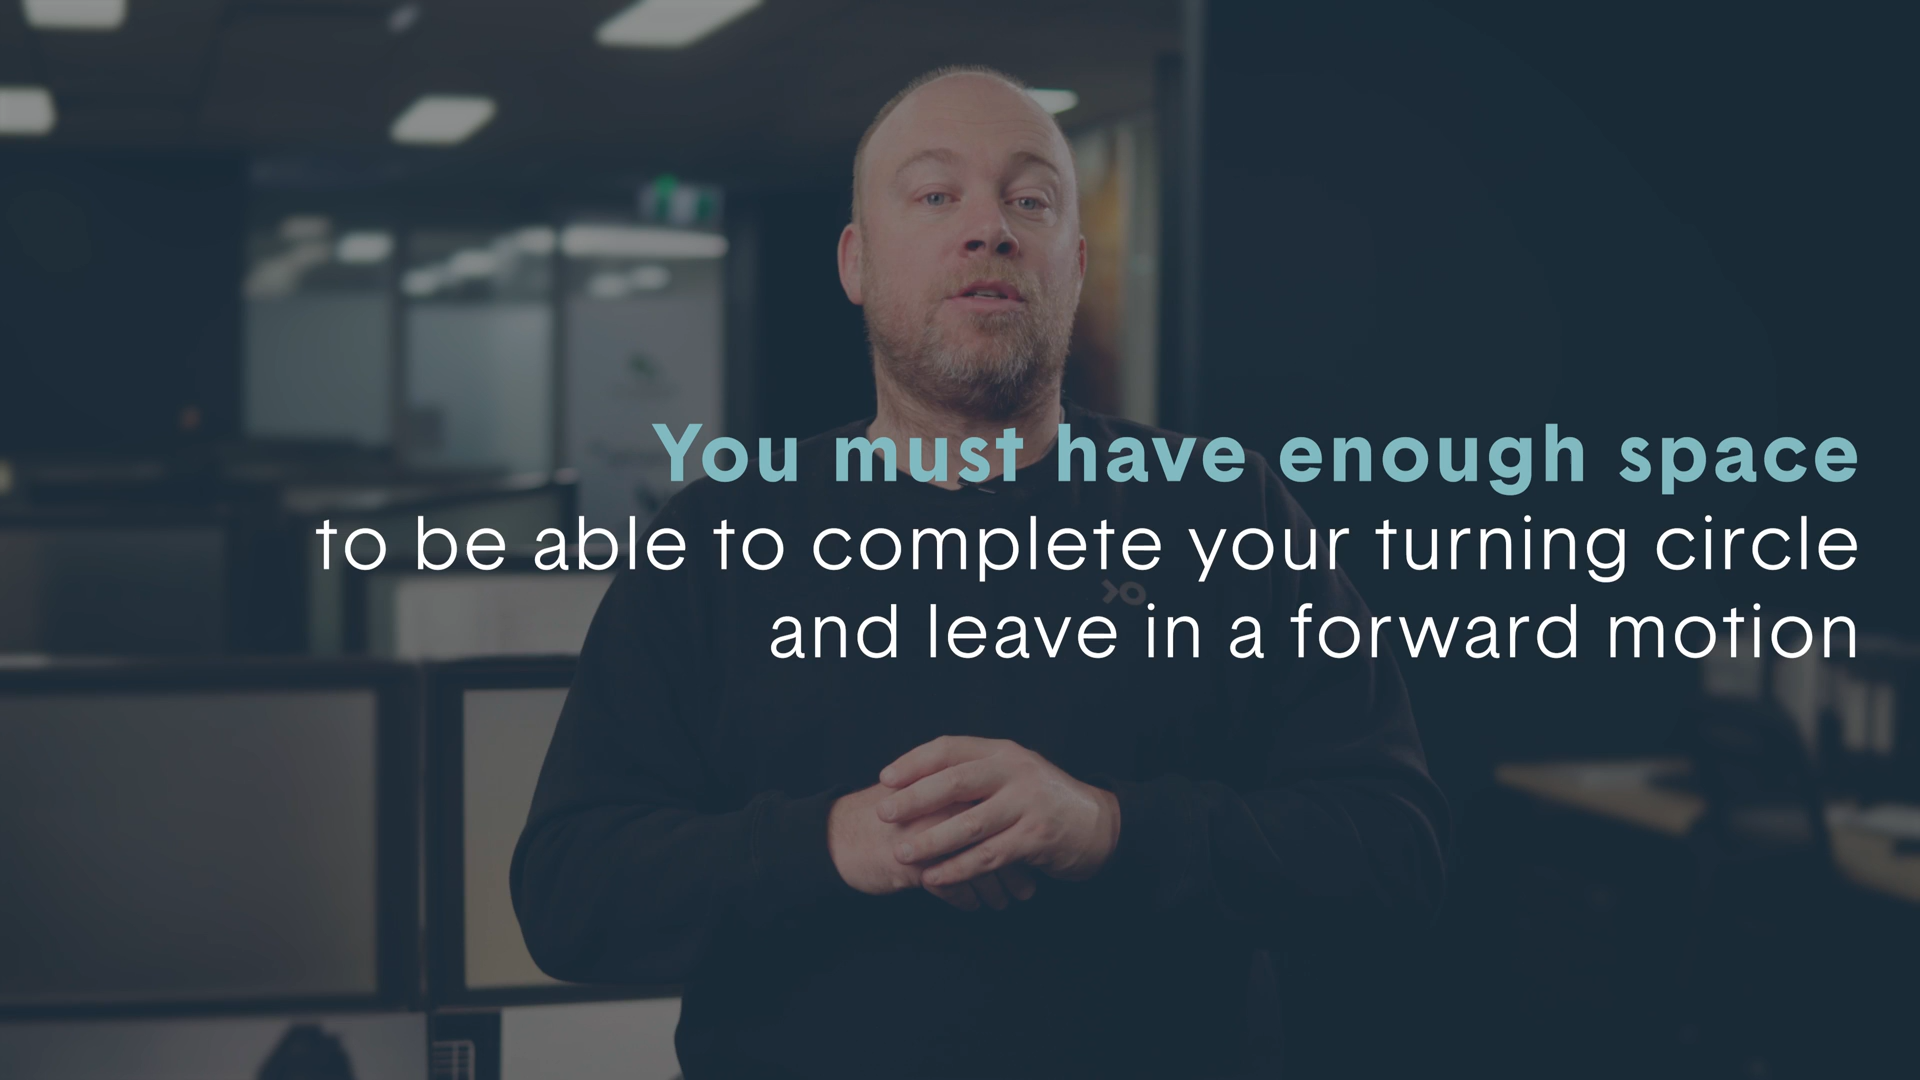 You must have enough space
to be able to complete your turning circle
and leave in a forward motion